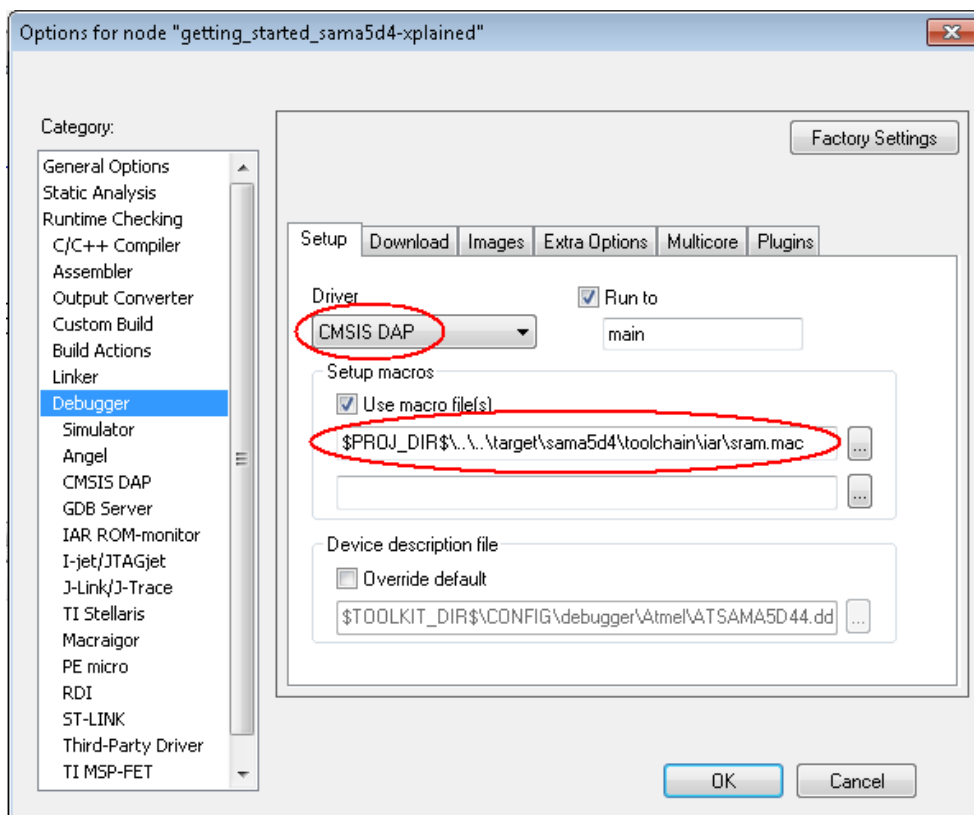 Options for node "getting_started_sama5d4-xplained"
Category:
Factory Settings
General Options
Static Analysis
Runtime Checking
C/C++ Compiler
Assembler
Output Converter
Custom Build
Build Actions
Linker
Debugger
Simulator
Angel
CMSIS DAP
GDB Server
IAR ROM-monitor
I-jet/JTAGjet
J-Link/J-Trace
TI Stellaris
Macraigor
PE micro
RDI
ST-LINK
Third-Party Driver
TI MSP-FET
Setup Download Images Extra Options Multicore Plugins
Driver
Run to
CMSIS DAP
main
Setup macros
Use macro file(s)
$PROJ_DIR$\..\..\target\sama5d4\toolchain\iar\sram.mac
...
...
Device description file
Override default
$TOOLKIT_DIR$\CONFIG\debugger\Atmel\ATSAMA5D44.dd
...
OK Cancel